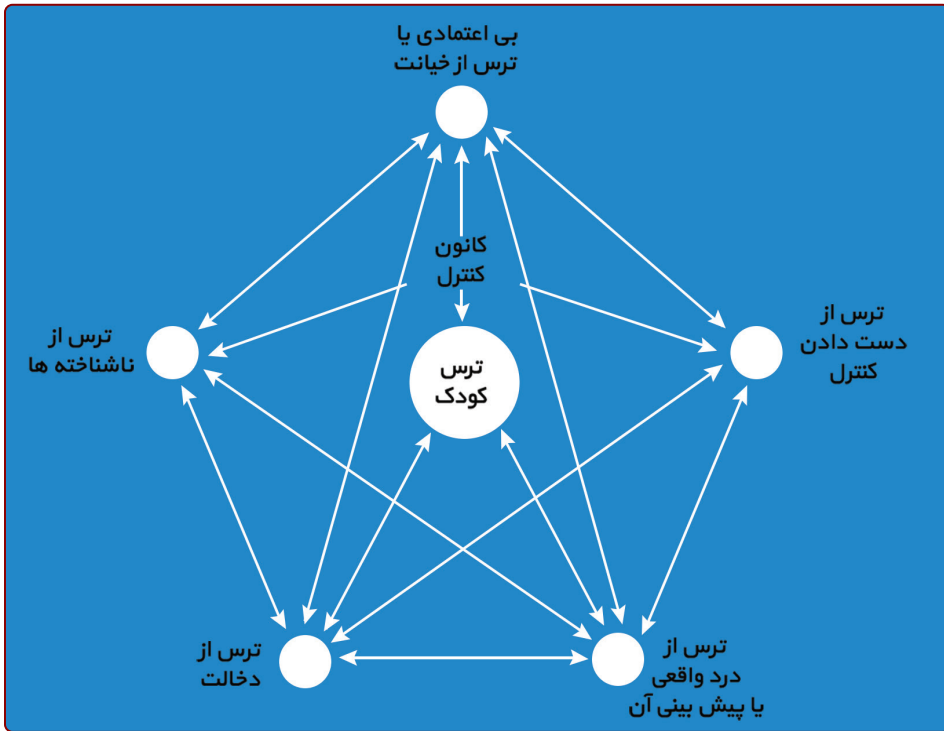 بی اعتمادی یا
ترس از خیانت
کانون
کنترل
ترس از
دست دادن
کنترل
ترس از
ناشناخته ها
ترس
کودک
ترس از
درد واقعی
یا پیش بینی آن
ترس از
دخالت